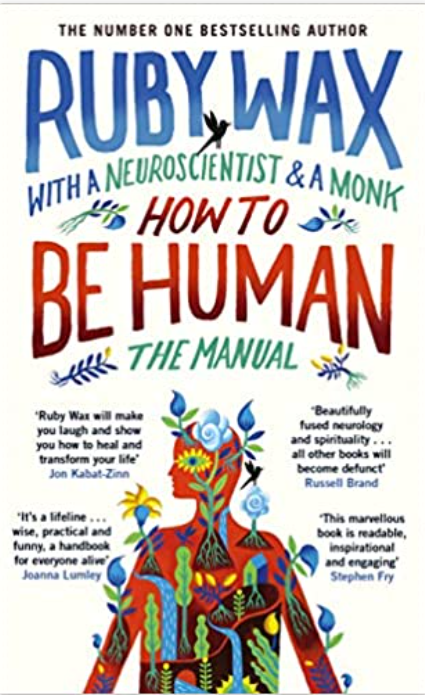 THE NUMBER ONE BESTSELLING AUTHOR
RUBY WAX
WITH A NEUROSCIENTIST & A MONK
HOW TO
BE HUMAN
THE MANUAL
‘Ruby Wax will make
you laugh and show
you how to heal and
transform your life’
Jon Kabat-Zinn
‘Beautifully
fused neurology
and spirituality . . .
all other books will
become defunct’
Russell Brand
‘It’s a lifeline . . .
wise, practical and
funny, a handbook
for everyone alive’
Joanna Lumley
‘This marvellous
book is readable,
inspirational
and engaging’
Stephen Fry